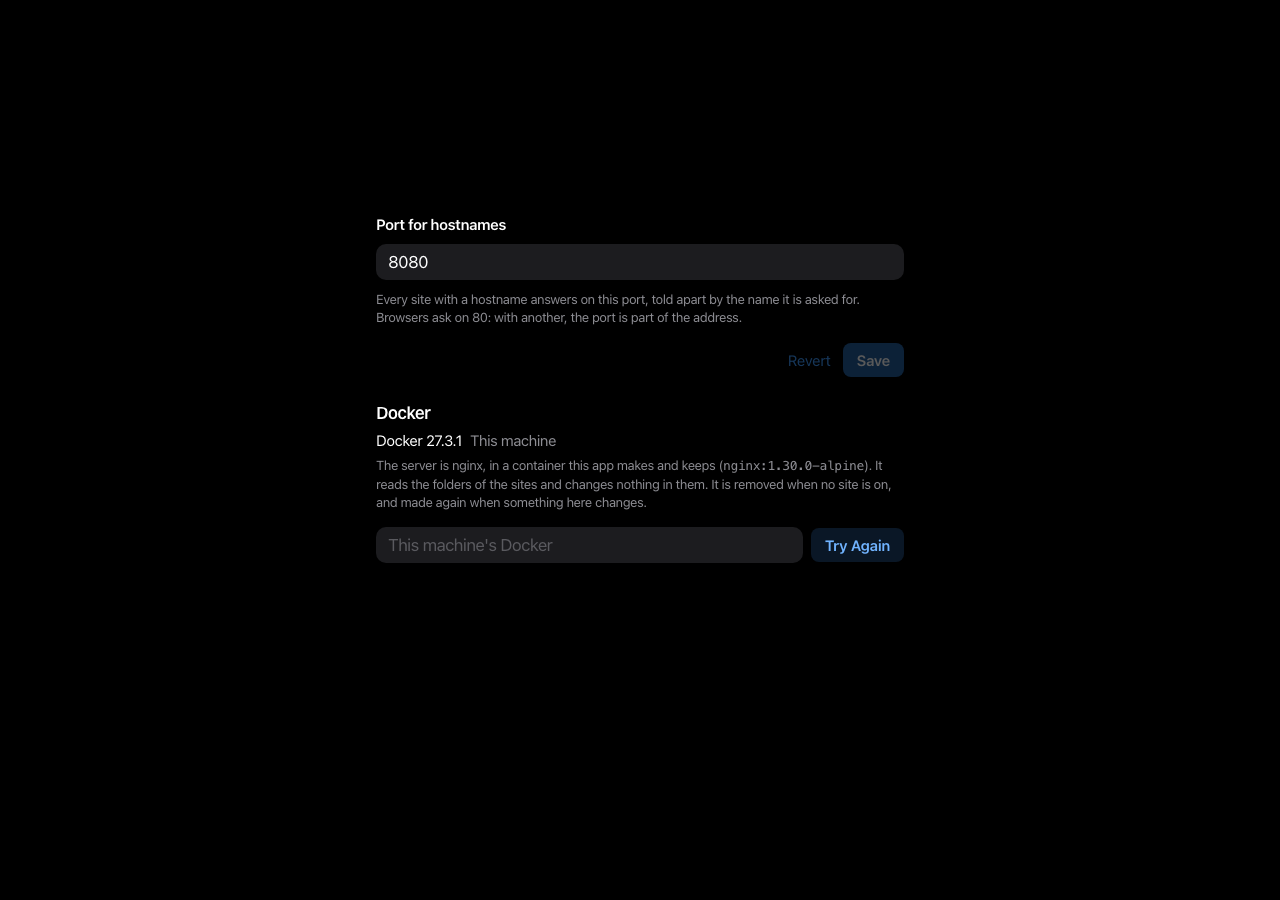 Port for hostnames
8080
Every site with a hostname answers on this port, told apart by the name it is asked for.
Browsers ask on 80: with another, the port is part of the address.
Revert Save
Docker
Docker 27.3.1 This machine
The server is nginx, in a container this app makes and keeps (nginx:1.30.0-alpine). It
reads the folders of the sites and changes nothing in them. It is removed when no site is on,
and made again when something here changes.
This machine's Docker Try Again